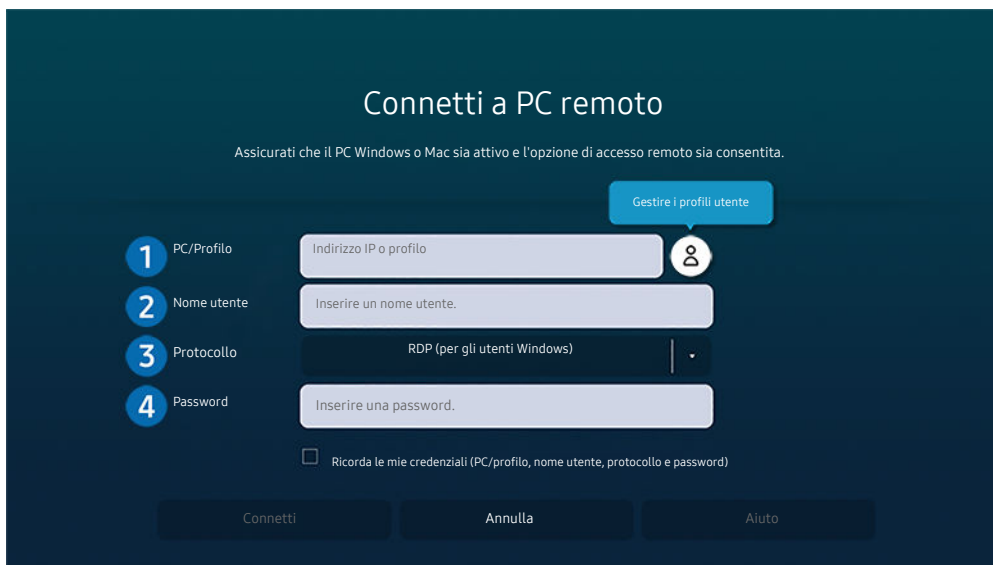 Connetti a PC remoto
Assicurati che il PC Windows o Mac sia attivo e l'opzione di accesso remoto sia consentita.
Gestire i profili utente
1 PC/Profilo Indirizzo IP o profilo
2 Nome utente Inserire un nome utente.
3 Protocollo RDP (per gli utenti Windows)
4 Password Inserire una password.
Ricorda le mie credenziali (PC/profilo, nome utente, protocollo e password)
Connetti Annulla Aiuto